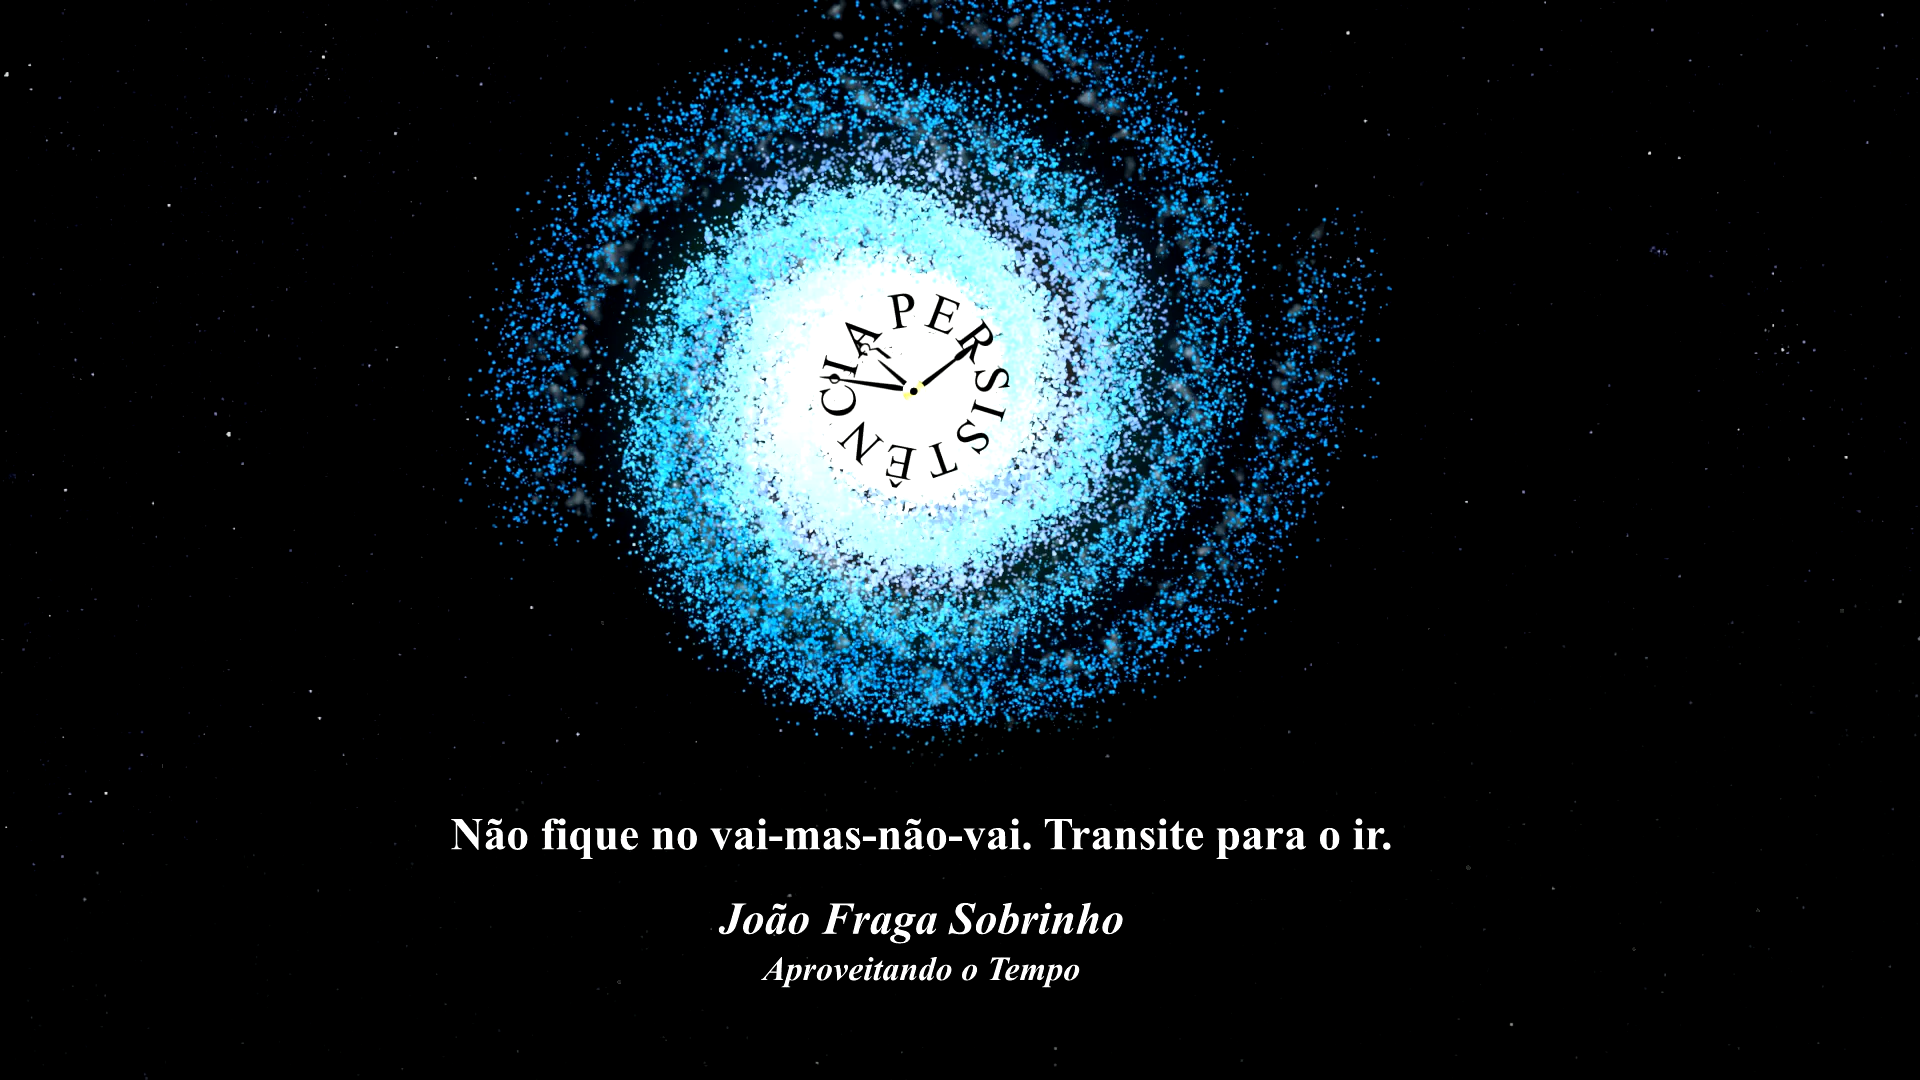 PERSISTÊNCIA
Não fique no vai-mas-não-vai. Transite para o ir.
João Fraga Sobrinho
Aproveitando o Tempo